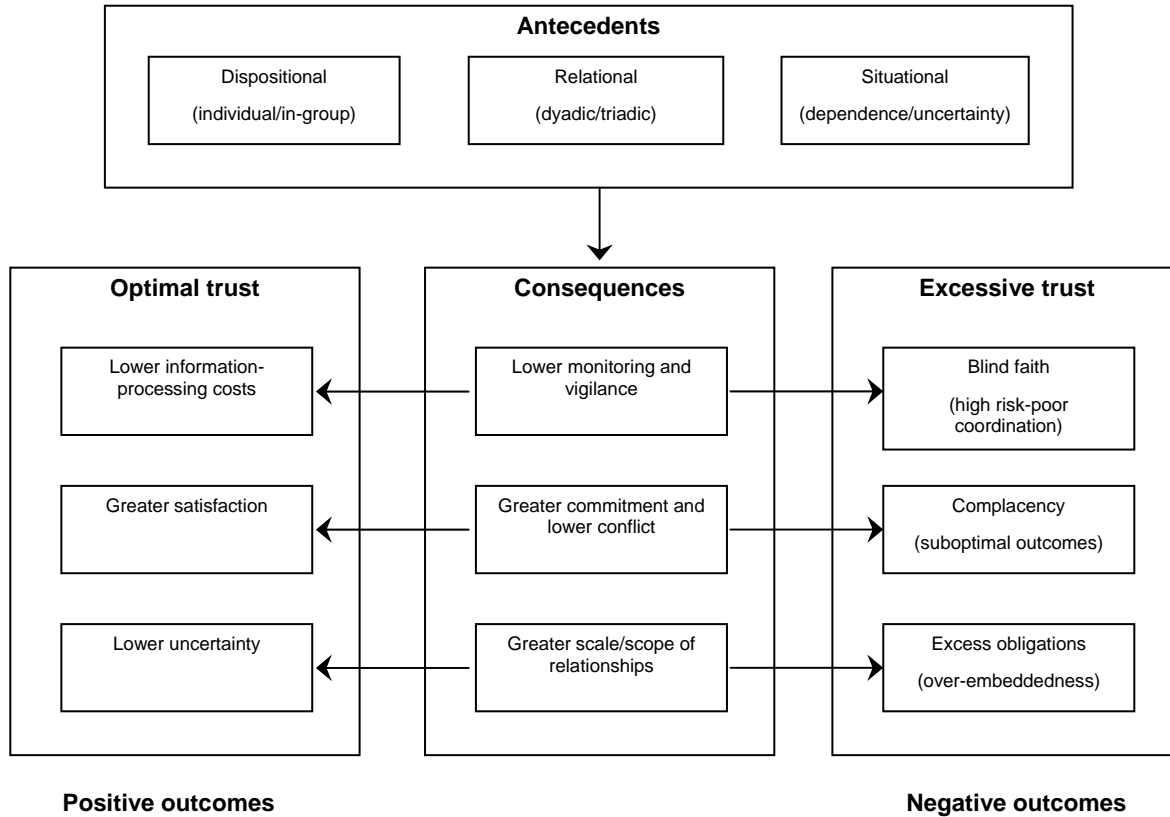 Antecedents
Dispositional
(individual/in-group)
Relational
(dyadic/triadic)
Situational
(dependence/uncertainty)
Optimal trust
Lower information-
processing costs
Greater satisfaction
Lower uncertainty
Consequences
Lower monitoring and
vigilance
Greater commitment and
lower conflict
Greater scale/scope of
relationships
Excessive trust
Blind faith
(high risk-poor
coordination)
Complacency
(suboptimal outcomes)
Excess obligations
(over-embeddedness)
Positive outcomes
Negative outcomes